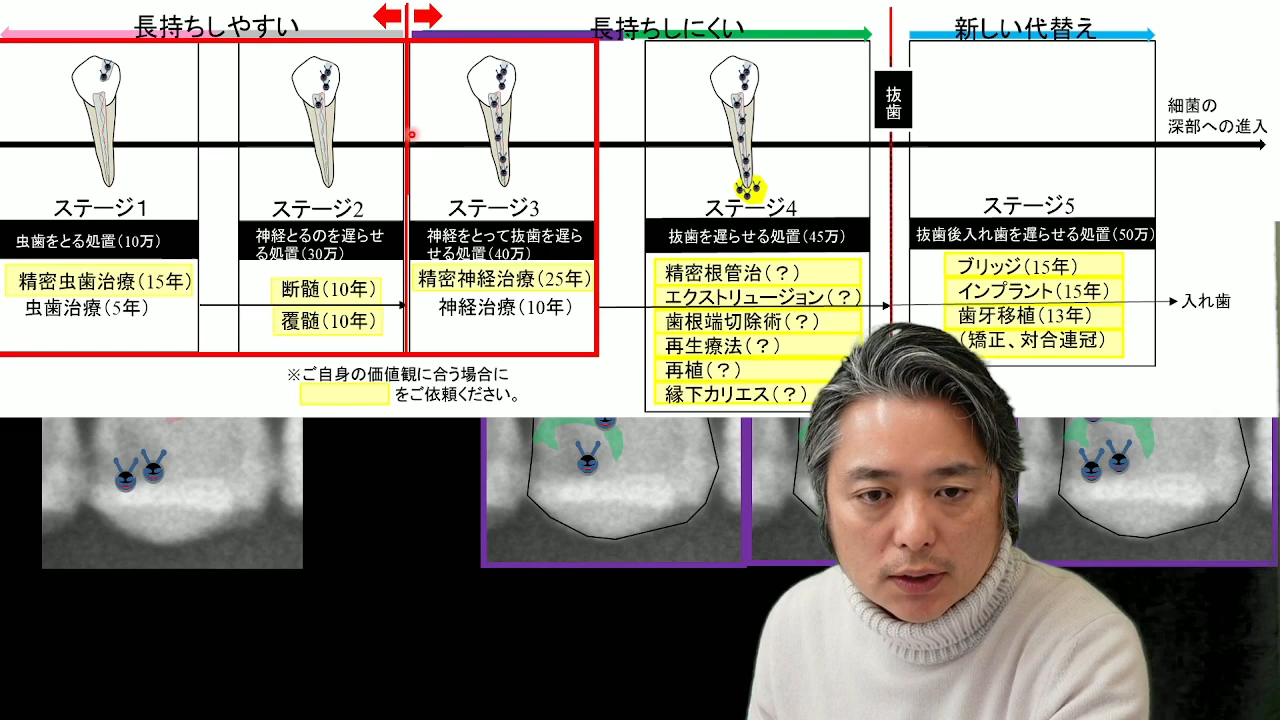 長持ちしやすい
長持ちしにくい
新しい代替え
抜歯
細菌の
深部への進入
ステージ1
虫歯をとる処置(10万)
精密虫歯治療(15年)
虫歯治療(5年)
ステージ2
神経とるのを遅らせ
る処置(30万)
断髄(10年)
覆髄(10年)
ステージ3
神経をとって抜歯を遅ら
せる処置(40万)
精密神経治療(25年)
神経治療(10年)
ステージ4
抜歯を遅らせる処置(45万)
精密根管治(?)
エクストリュージョン(?)
歯根端切除術(?)
再生療法(?)
再植(?)
縁下カリエス(?)
ステージ5
抜歯後入れ歯を遅らせる処置(50万)
ブリッジ(15年)
インプラント(15年)
歯牙移植(13年)
(矯正、対合連冠)
入れ歯
※ご自身の価値観に合う場合に
をご依頼ください。